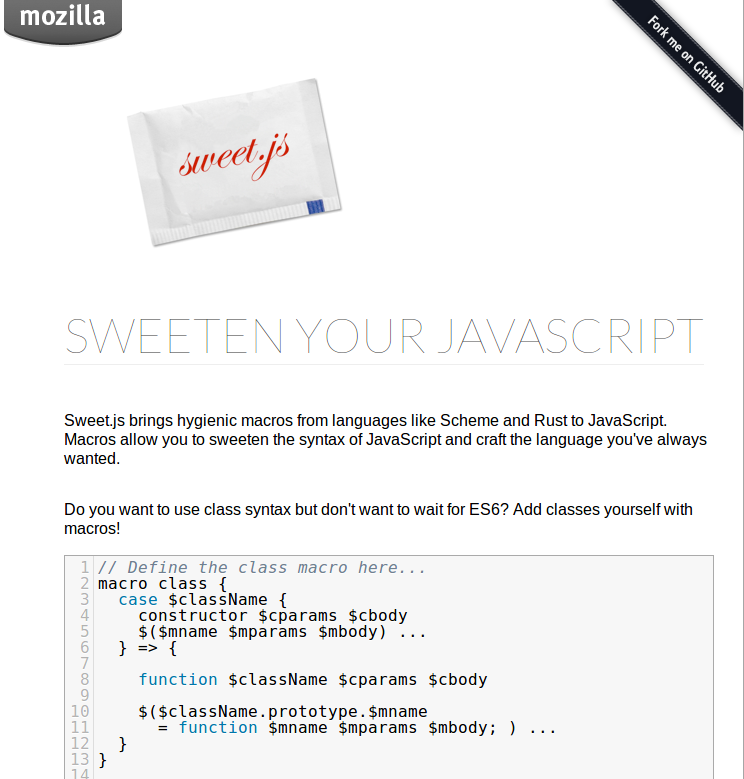 mozilla
Fork me on GitHub
sweet.js
SWEETEN YOUR JAVASCRIPT
Sweet.js brings hygienic macros from languages like Scheme and Rust to JavaScript.
Macros allow you to sweeten the syntax of JavaScript and craft the language you've always
wanted.
Do you want to use class syntax but don't want to wait for ES6? Add classes yourself with
macros!
1 // Define the class macro here...
2 macro class {
3   case $className {
4     constructor $cparams $cbody
5     $($mname $mparams $mbody) ...
6   } => {
7
8     function $className $cparams $cbody
9
10     $($className.prototype.$mname
11       = function $mname $mparams $mbody; ) ...
12   }
13 }
14